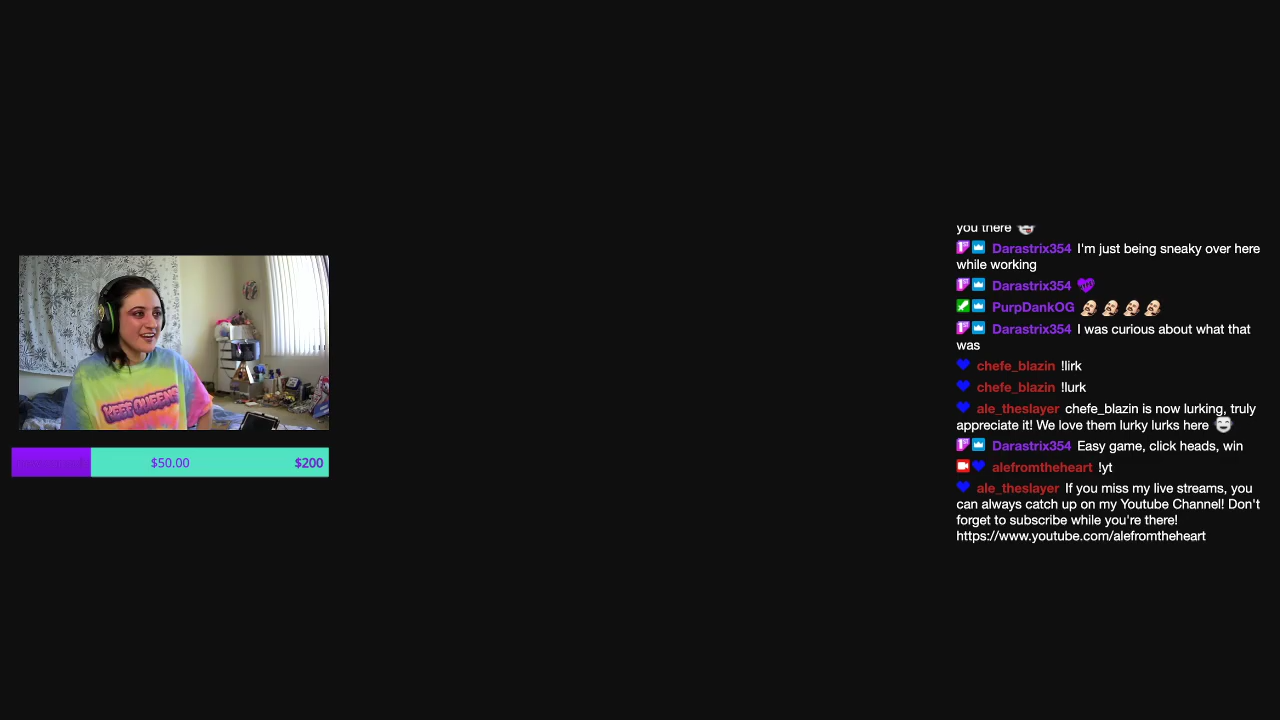 KEEF QUEENS
$50.00
$200
you there
Darastrix354 I'm just being sneaky over here
while working
Darastrix354
PurpDankOG
Darastrix354 I was curious about what that
was
chefe_blazin !lirk
chefe_blazin !lurk
ale_theslayer chefe_blazin is now lurking, truly
appreciate it! We love them lurky lurks here
Darastrix354 Easy game, click heads, win
alefromtheheart !yt
ale_theslayer If you miss my live streams, you
can always catch up on my Youtube Channel! Don't
forget to subscribe while you're there!
https://www.youtube.com/alefromtheheart